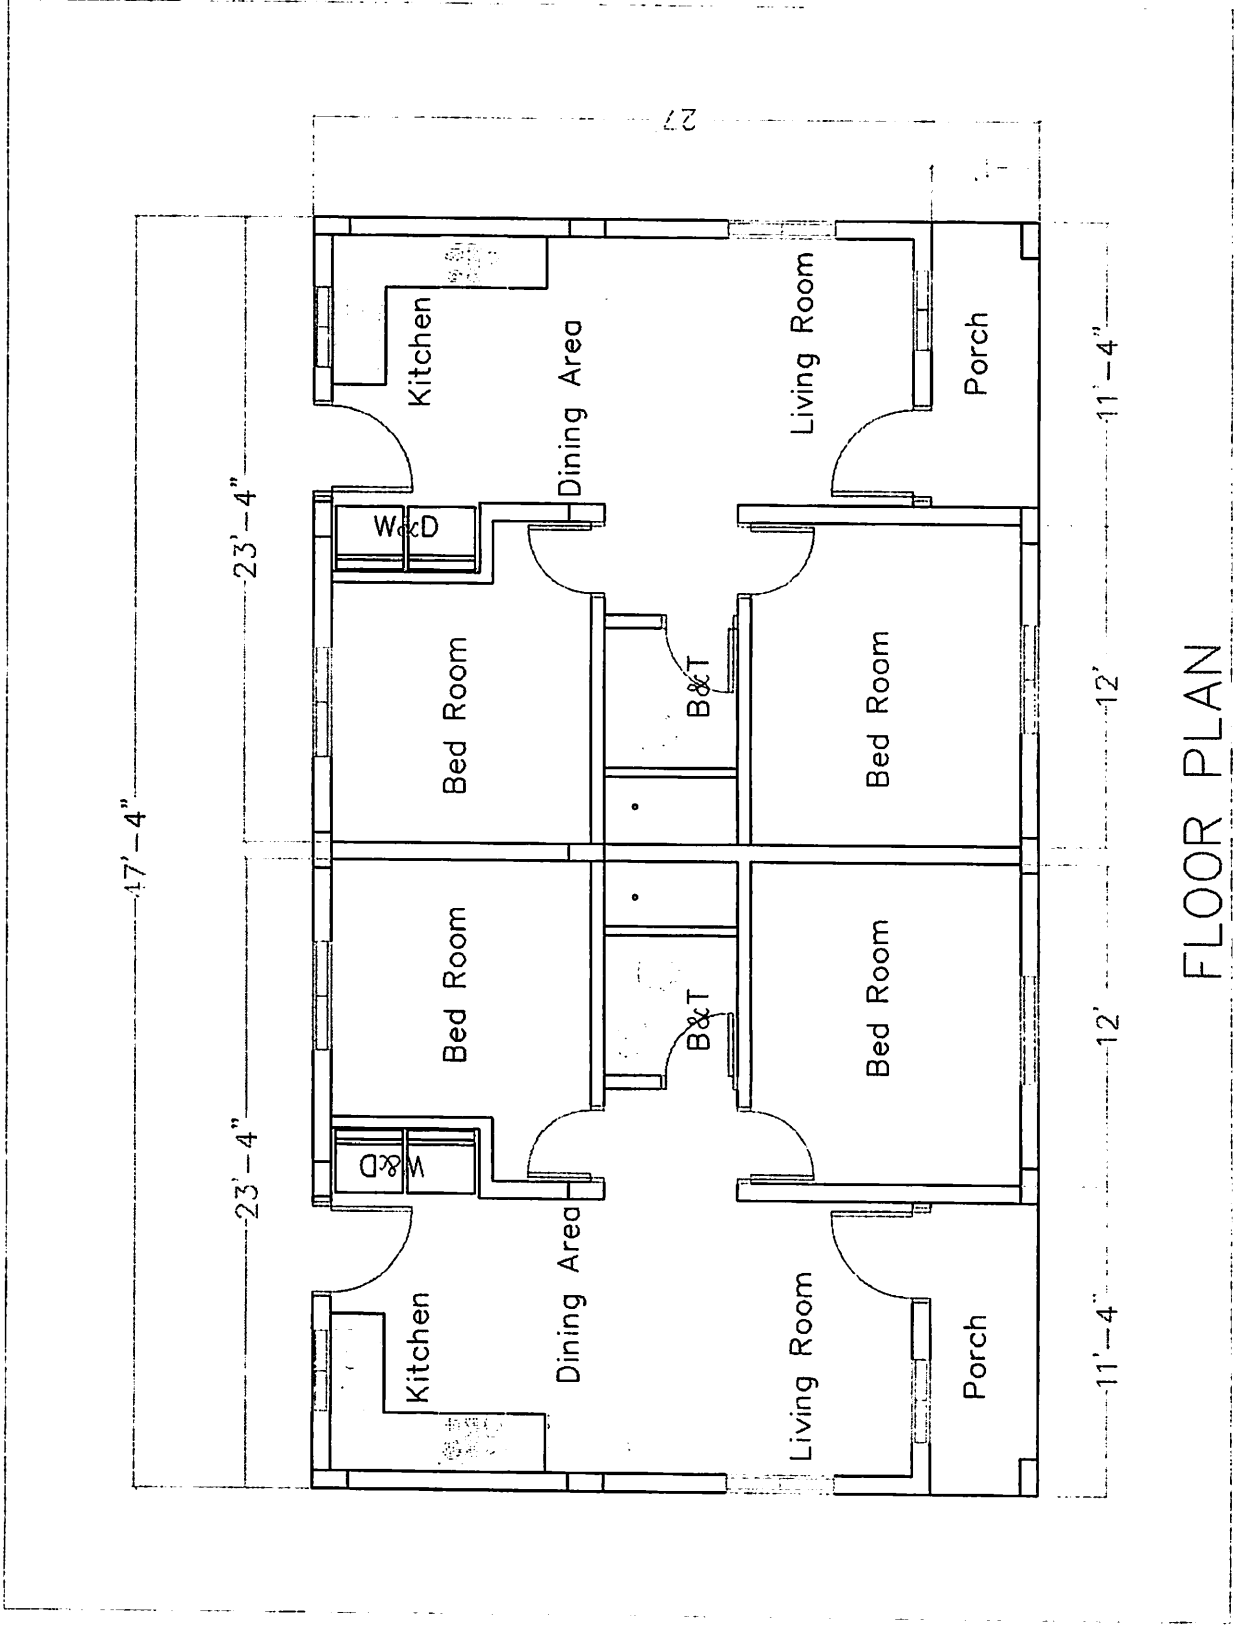 47'-4"
23'-4"
23'-4"
27
Kitchen
W&D
Bed Room
Bed Room
W&D
Kitchen
Dining Area
Dining Area
B&T
B&T
Living Room
Bed Room
Bed Room
Living Room
Porch
Porch
11'-4"
12'
12'
11'-4"
FLOOR PLAN